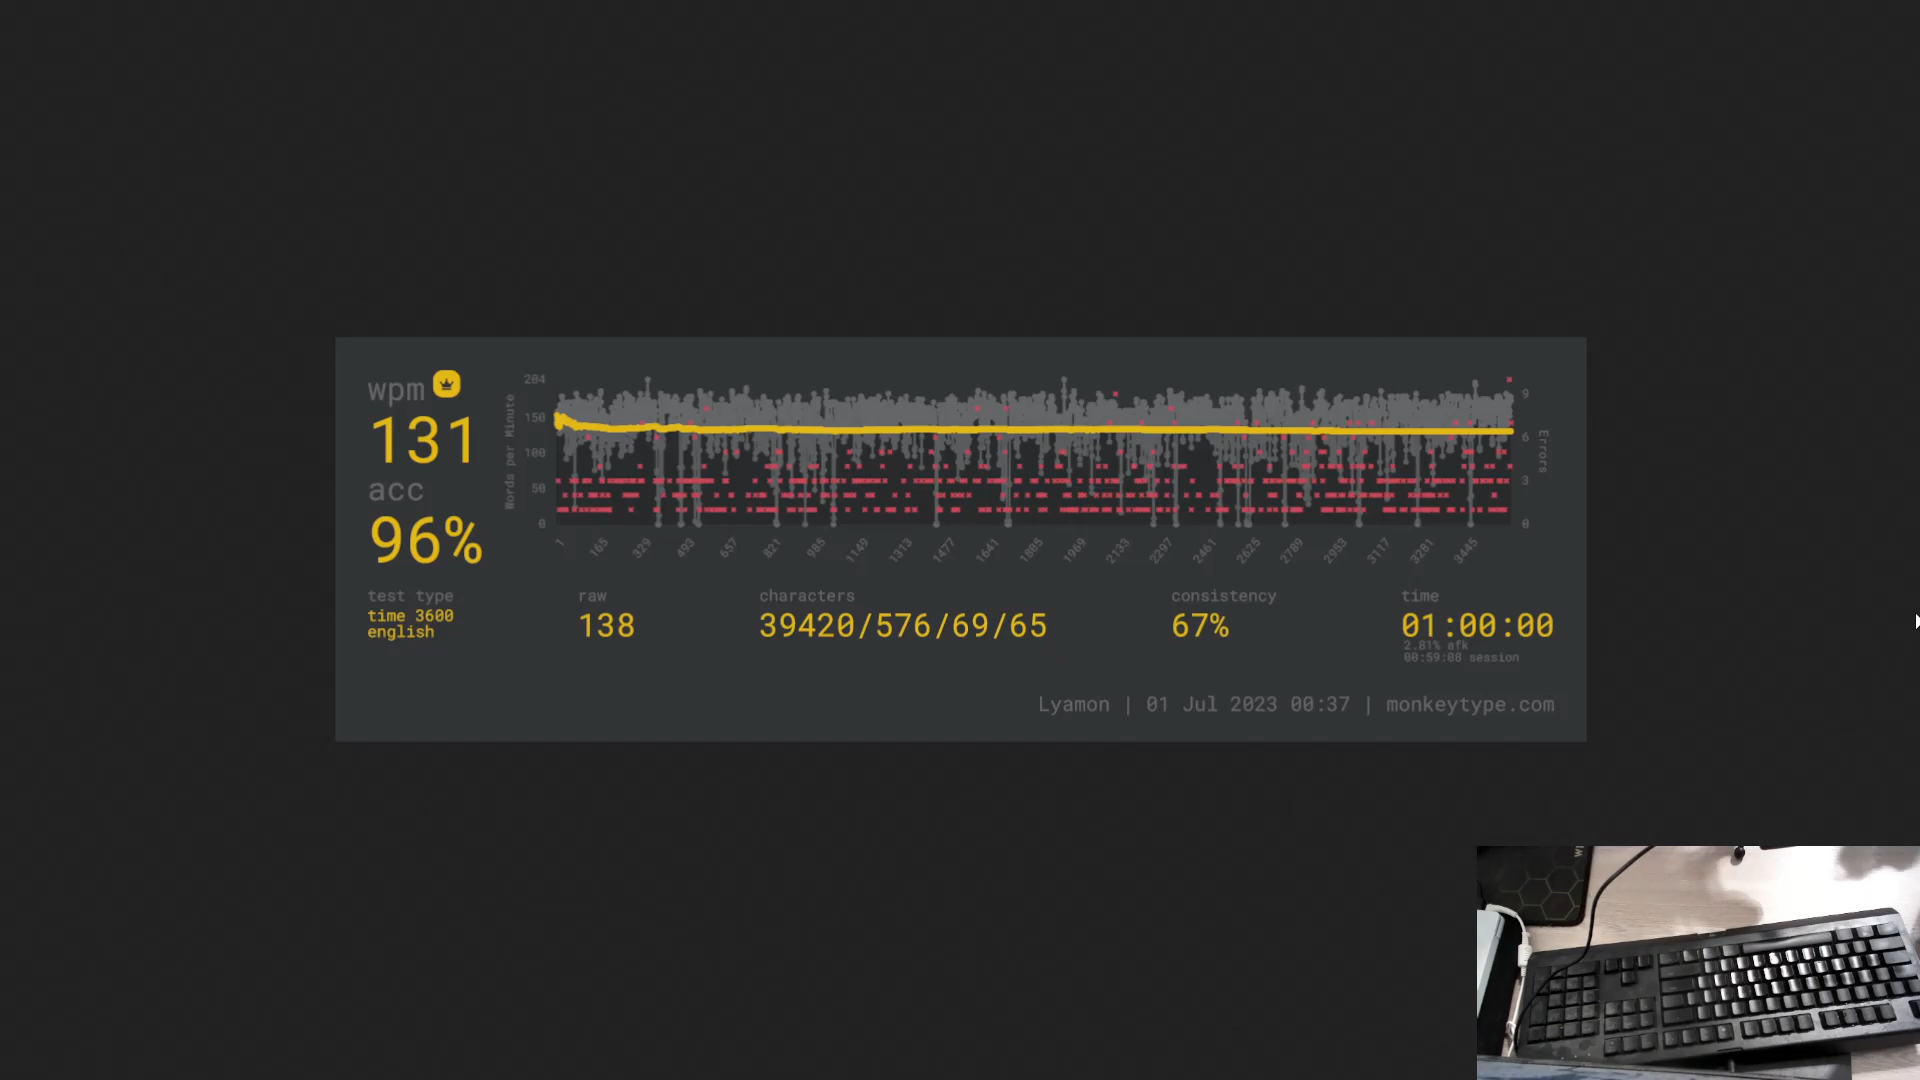 wpm
131
acc
96%
Words per Minute
204
150
100
50
0
9
6
3
0
Errors
1 165 329 493 657 821 985 1149 1313 1477 1641 1805 1969 2133 2297 2461 2625 2789 2953 3117 3281 3445
test type
time 3600
english
raw
138
characters
39420/576/69/65
consistency
67%
time
01:00:00
2.81% afk
00:59:08 session
Lyamon | 01 Jul 2023 00:37 | monkeytype.com